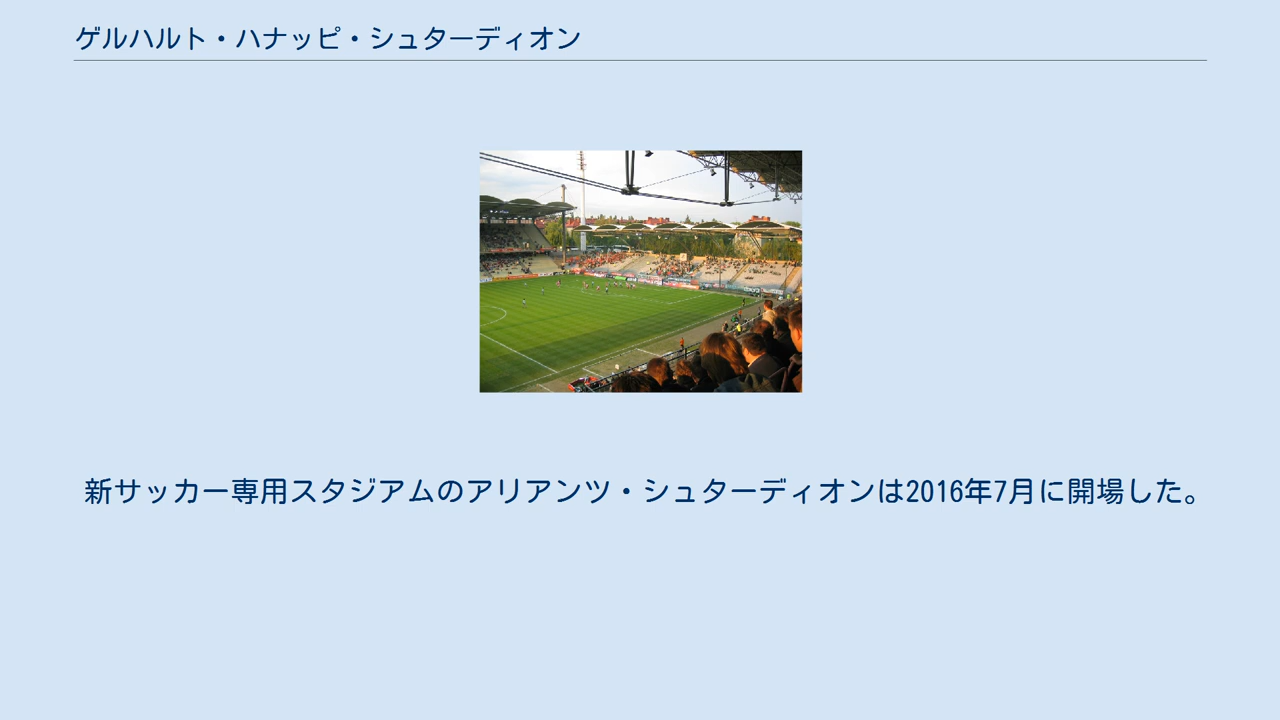 ゲルハルト・ハナッピ・シュターディオン
新サッカー専用スタジアムのアリアンツ・シュターディオンは2016年7月に開場した。